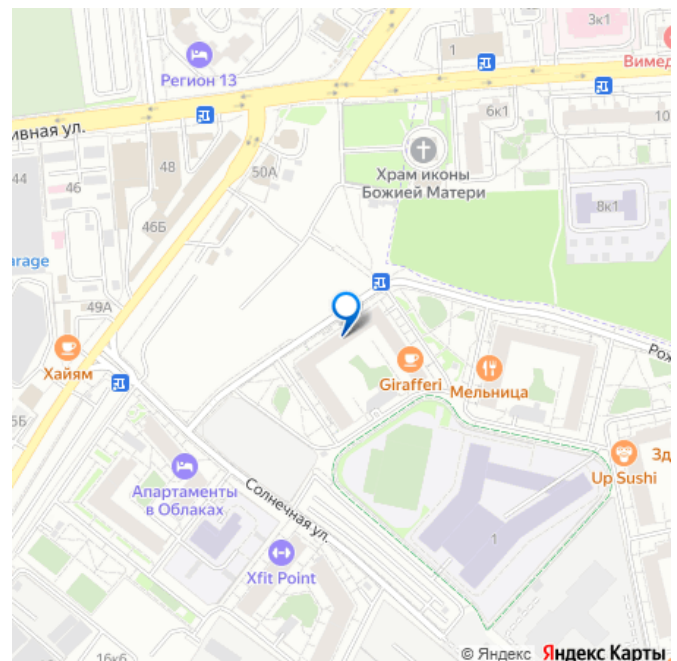 3к1
1
Вимед
Регион 13
6к1
10
ивная ул.
Храм иконы
Божией Матери
48
50А
44
46
8к1
46Б
arage
49А
Хайям
Girafferi
Мельница
Рож
5Б
Up Sushi
Зд
Апартаменты
в Облаках
Солнечная ул.
1
Xfit Point
16к6
© Яндекс Яндекс Карты